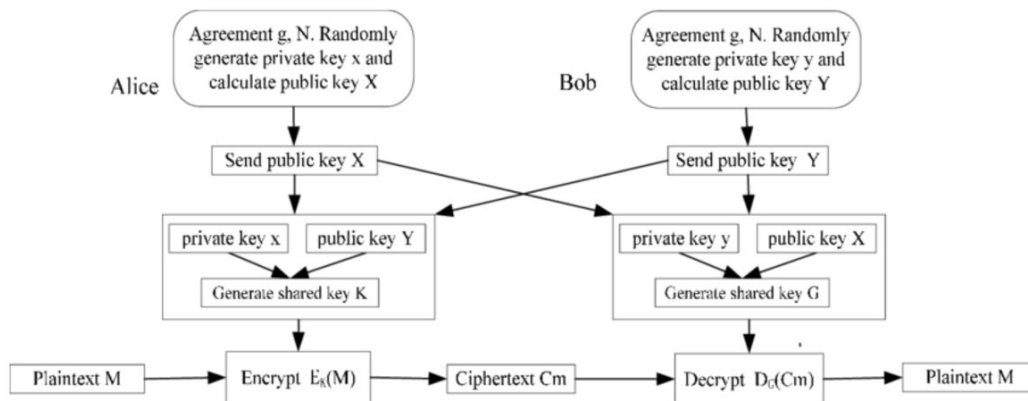 Agreement g, N. Randomly
generate private key x and
calculate public key X
Alice
Agreement g, N. Randomly
generate private key y and
calculate public key Y
Bob
Send public key X
Send public key Y
private key x
public key Y
Generate shared key K
private key y
public key X
Generate shared key G
Plaintext M
Encrypt E_K(M)
Ciphertext Cm
Decrypt D_G(Cm)
Plaintext M